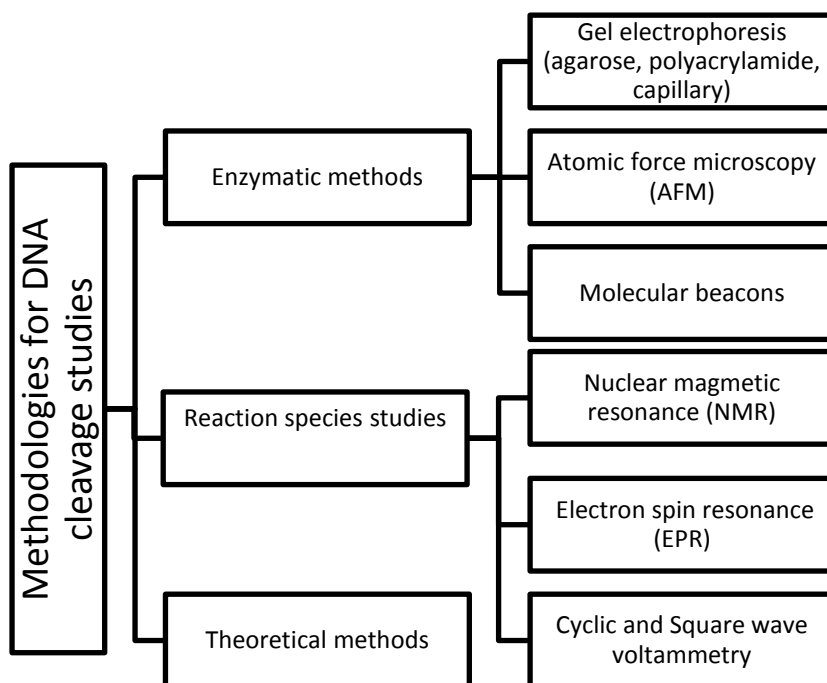 Methodologies for DNA
cleavage studies
Enzymatic methods
Gel electrophoresis
(agarose, polyacrylamide,
capillary)
Atomic force microscopy
(AFM)
Molecular beacons
Reaction species studies
Nuclear magmetic
resonance (NMR)
Electron spin resonance
(EPR)
Cyclic and Square wave
voltammetry
Theoretical methods